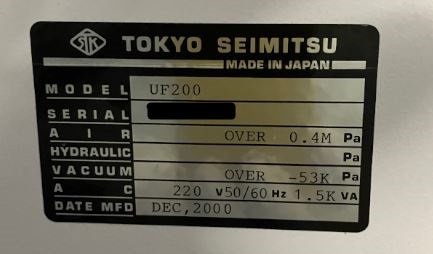 TSK TOKYO SEIMITSU
MADE IN JAPAN
MODEL UF200
SERIAL
AIR OVER 0.4M Pa
HYDRAULIC Pa
VACUUM OVER -53K Pa
AC 220 V 50/60 Hz 1.5K VA
DATE MFD DEC,2000